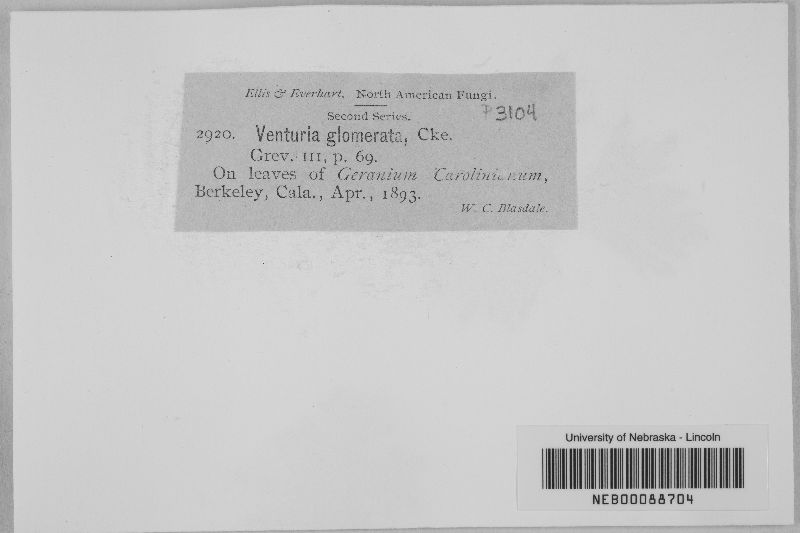 Ellis & Everhart, North American Fungi.
Second Series.
P3104
2920. Venturia glomerata, Cke.
Grev. III, p. 69.
On leaves of Geranium Carolinianum,
Berkeley, Cala., Apr., 1893.
W. C. Blasdale.
University of Nebraska - Lincoln
NEB00088704